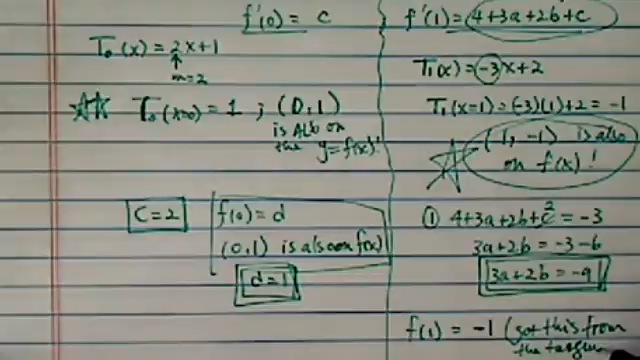 f'(0) = c
T₀(x) = 2x+1
↑
m=2
☆☆ T₀(x=0) = 1 ; (0,1)
is ALSO on
the y=f(x)!
C=2
f(0) = d
(0,1) is also on f(x)
d=1
f'(1) = 4+3a+2b+c
T₁(x) = -3x+2
T₁(x=1) = (-3)(1)+2 = -1
☆ (1, -1) is also
on f(x)!
① 4+3a+2b+c² = -3
3a+2b = -3-6
3a+2b = -9
f(1) = -1 (got this from
the tangen